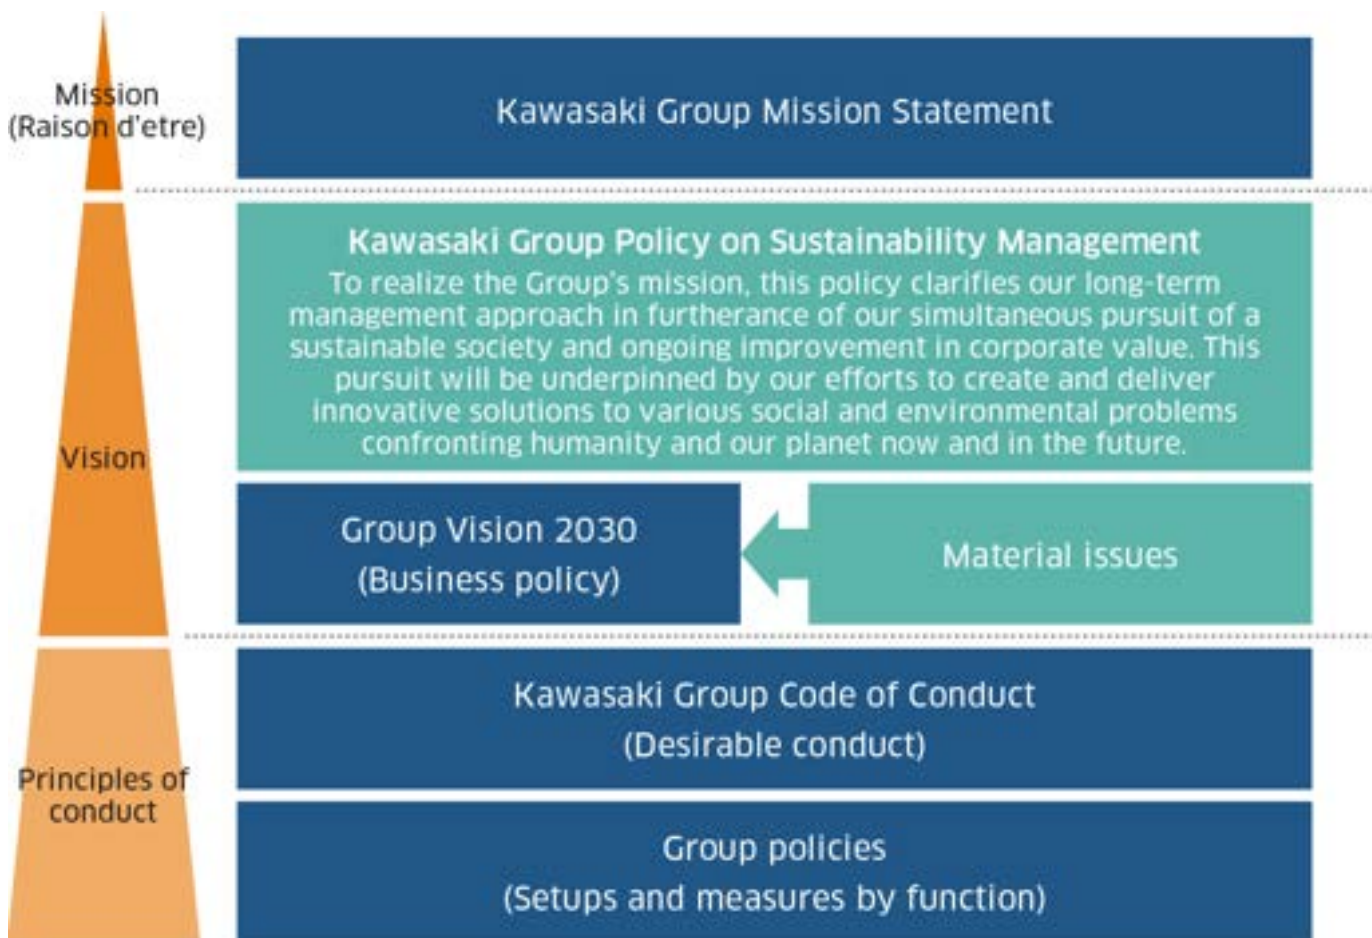 Mission
(Raison d'etre)
Kawasaki Group Mission Statement
Kawasaki Group Policy on Sustainability Management
To realize the Group's mission, this policy clarifies our long-term
management approach in furtherance of our simultaneous pursuit of a
sustainable society and ongoing improvement in corporate value. This
pursuit will be underpinned by our efforts to create and deliver
innovative solutions to various social and environmental problems
confronting humanity and our planet now and in the future.
Vision
Group Vision 2030
(Business policy)
Material issues
Kawasaki Group Code of Conduct
(Desirable conduct)
Principles of
conduct
Group policies
(Setups and measures by function)